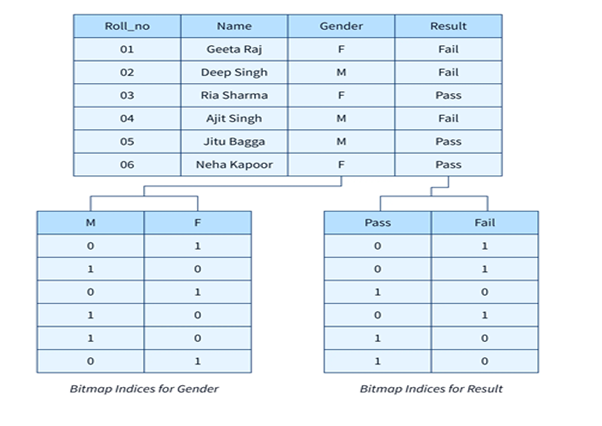 Roll_no Name Gender Result
01 Geeta Raj F Fail
02 Deep Singh M Fail
03 Ria Sharma F Pass
04 Ajit Singh M Fail
05 Jitu Bagga M Pass
06 Neha Kapoor F Pass
M F
0 1
1 0
0 1
1 0
1 0
0 1
Bitmap Indices for Gender
Pass Fail
0 1
0 1
1 0
0 1
1 0
1 0
Bitmap Indices for Result